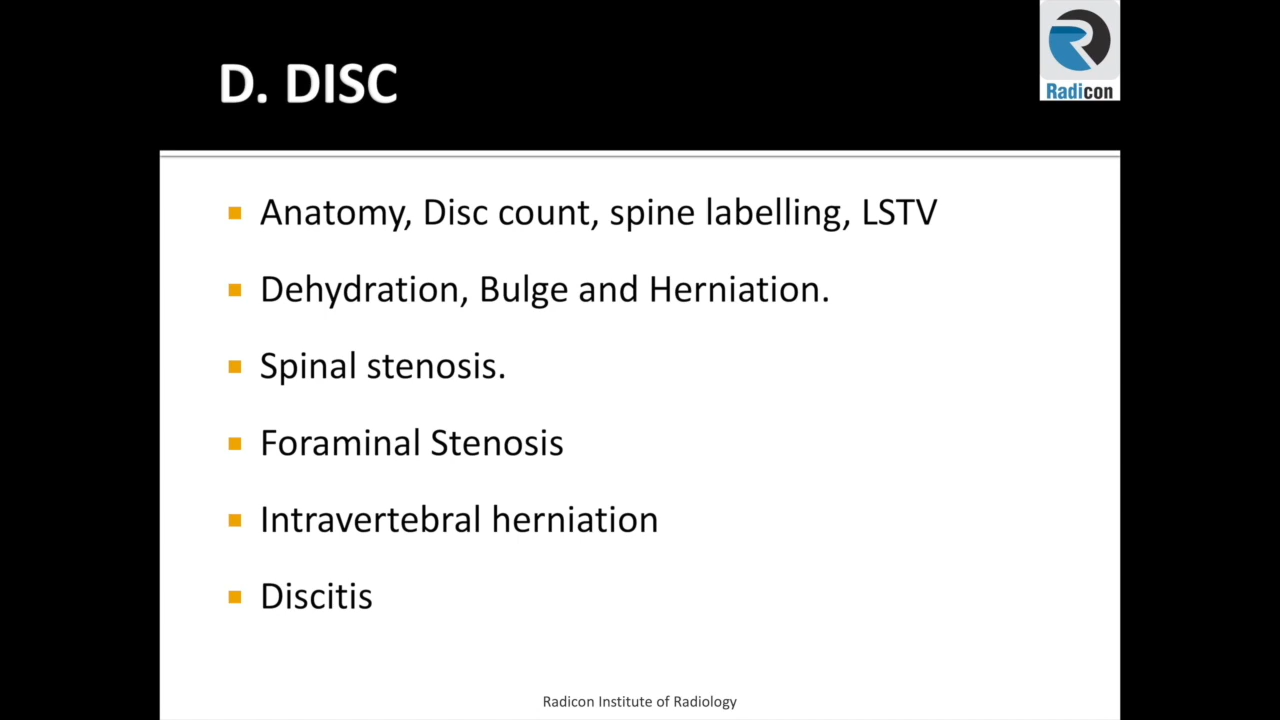 D. DISC
Radicon
Anatomy, Disc count, spine labelling, LSTV
Dehydration, Bulge and Herniation.
Spinal stenosis.
Foraminal Stenosis
Intravertebral herniation
Discitis
Radicon Institute of Radiology